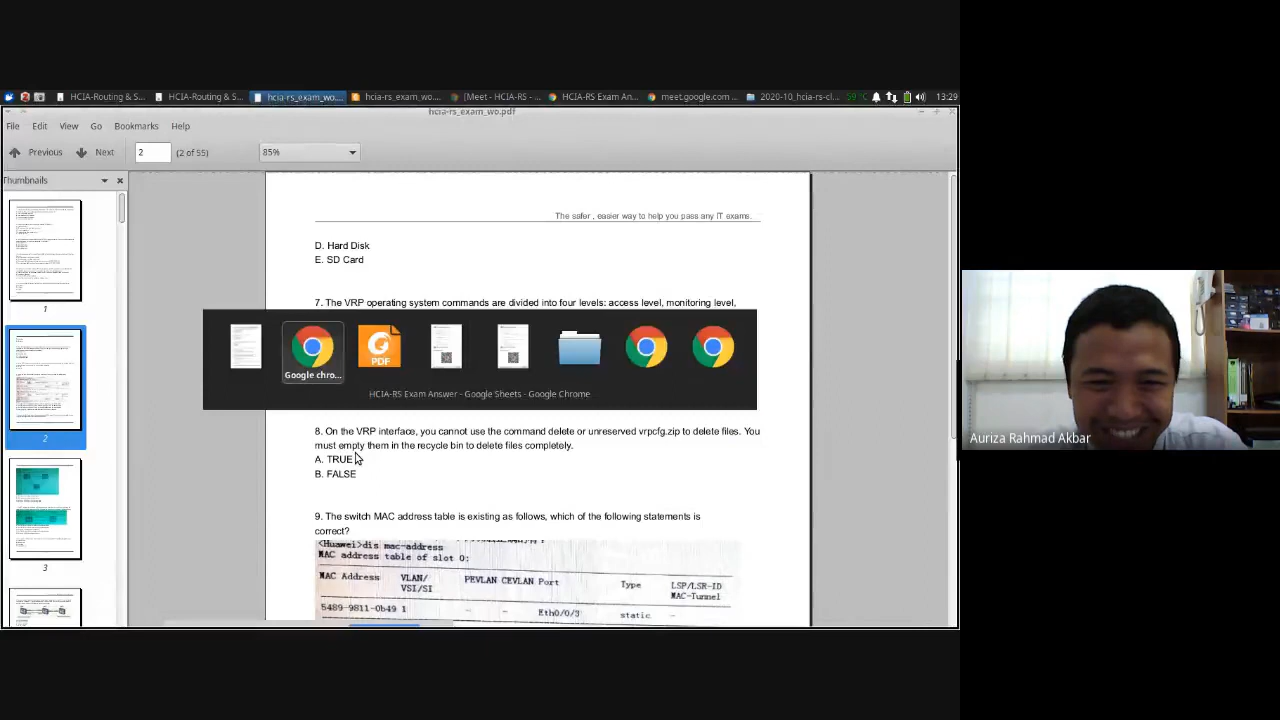 HCIA-Routing & S...
HCIA-Routing & S...
hcia-rs_exam_wo...
hcia-rs_exam_wo...
[Meet - HCIA-RS - ...
HCIA-RS Exam An...
meet.google.com ...
2020-10_hcia-rs-cl...
13:29
hcia-rs_exam_wo.pdf
File Edit View Go Bookmarks Help
Previous Next 2 (2 of 55) 85%
Thumbnails
1
2
3
The safer , easier way to help you pass any IT exams.
D. Hard Disk
E. SD Card
7. The VRP operating system commands are divided into four levels: access level, monitoring level,
PDF
Google chro...
HCIA-RS Exam Answer - Google Sheets - Google Chrome
8. On the VRP interface, you cannot use the command delete or unreserved vrpcfg.zip to delete files. You
must empty them in the recycle bin to delete files completely.
A. TRUE
B. FALSE
9. The switch MAC address table is existing as follows, which of the following statements is
correct?
<Huawei>dis mac-address
MAC address table of slot 0:
MAC Address VLAN/ PEVLAN CEVLAN Port Type LSP/LSR-ID
VSI/SI MAC-Tunnel
5489-9811-0b49 1 - - Eth0/0/3 static -
Auriza Rahmad Akbar